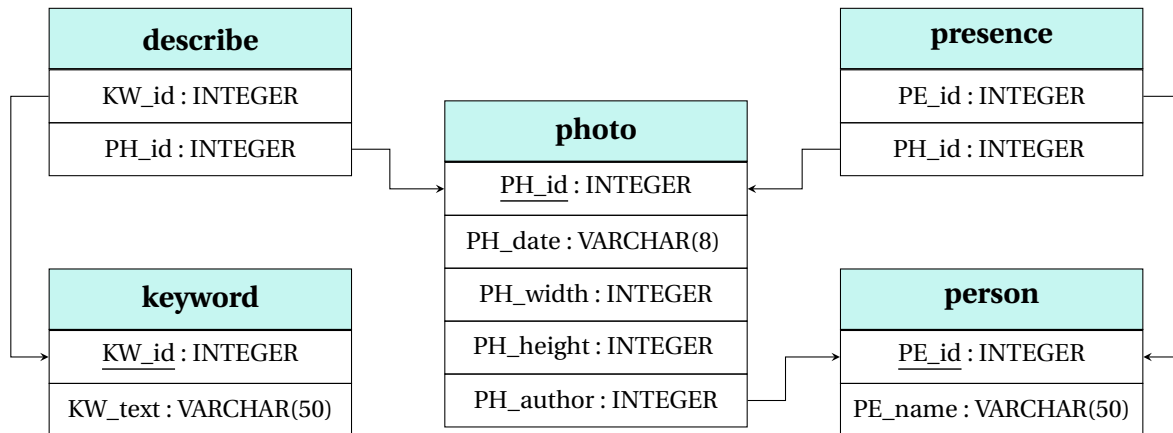 describe
KW_id : INTEGER
PH_id : INTEGER
keyword
KW_id : INTEGER
KW_text : VARCHAR(50)
photo
PH_id : INTEGER
PH_date : VARCHAR(8)
PH_width : INTEGER
PH_height : INTEGER
PH_author : INTEGER
presence
PE_id : INTEGER
PH_id : INTEGER
person
PE_id : INTEGER
PE_name : VARCHAR(50)